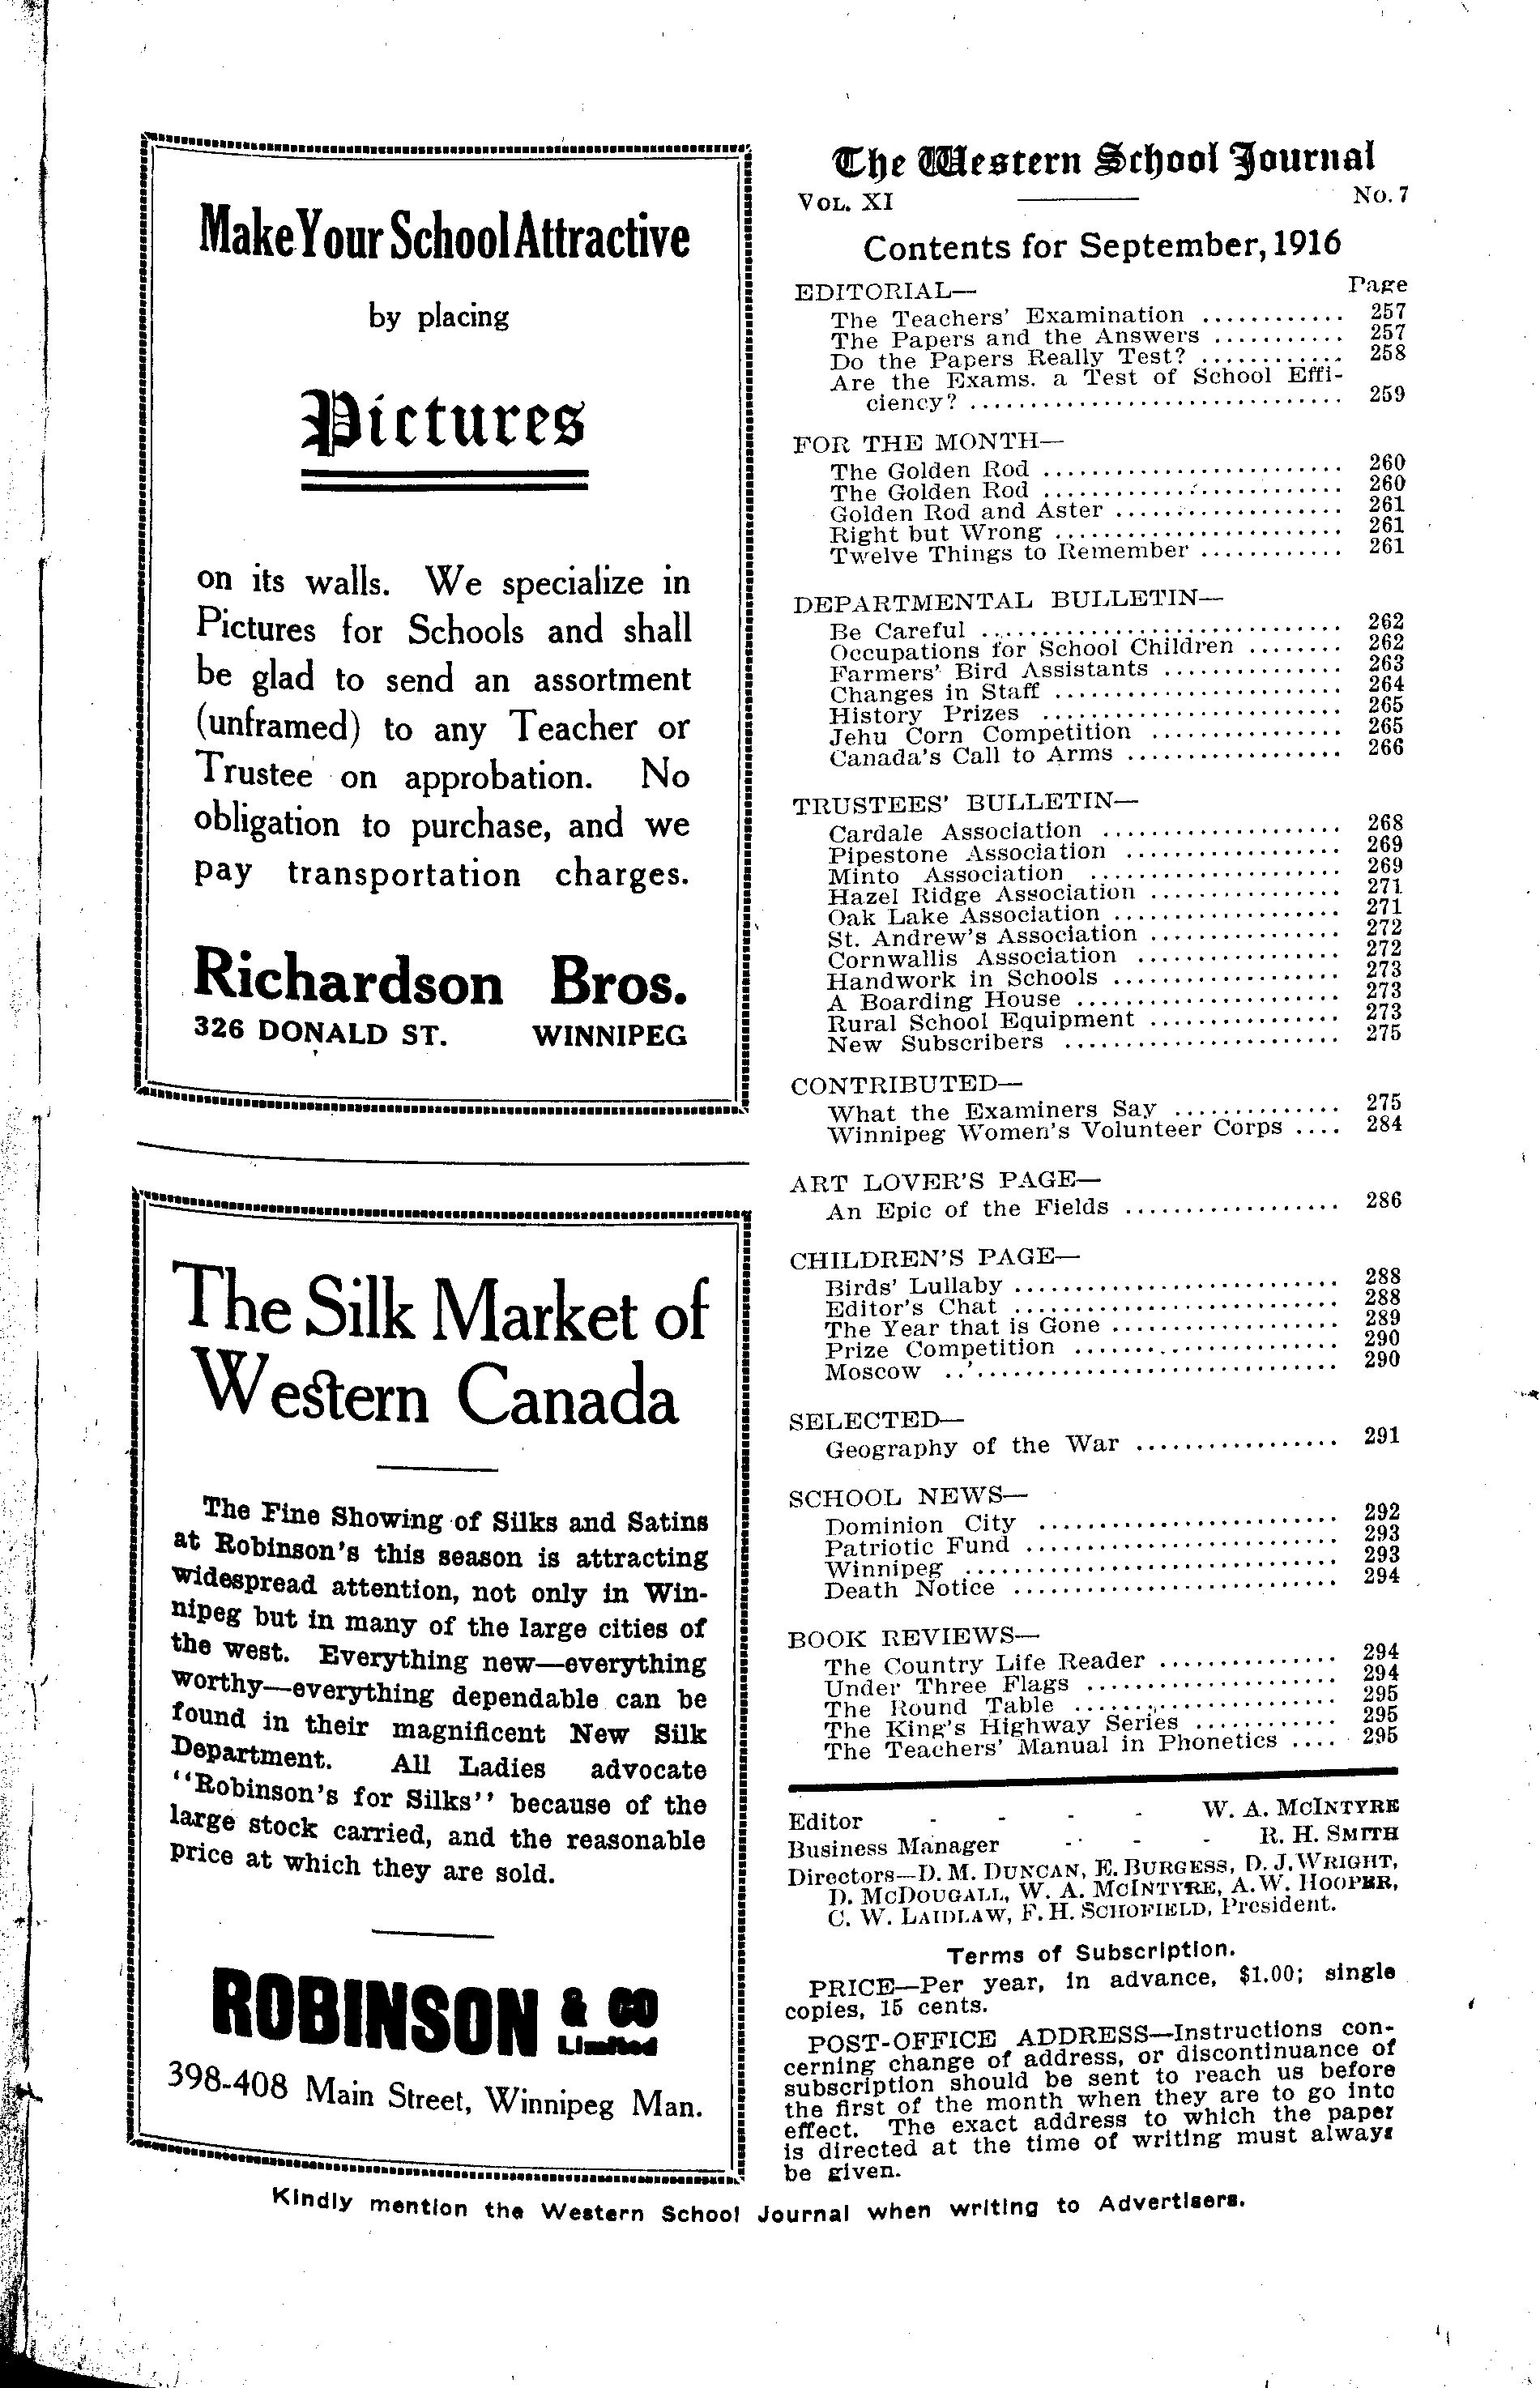 Make Your School Attractive
by placing
Pictures
on its walls. We specialize in
Pictures for Schools and shall
be glad to send an assortment
(unframed) to any Teacher or
Trustee on approbation. No
obligation to purchase, and we
pay transportation charges.
Richardson Bros.
326 DONALD ST. WINNIPEG
The Silk Market of
Western Canada
The Fine Showing of Silks and Satins
at Robinson's this season is attracting
widespread attention, not only in Win-
nipeg but in many of the large cities of
the west. Everything new—everything
worthy—everything dependable can be
found in their magnificent New Silk
Department. All Ladies advocate
"Robinson's for Silks" because of the
large stock carried, and the reasonable
price at which they are sold.
ROBINSON & CO
Limited
398-408 Main Street, Winnipeg Man.
The Western School Journal
VOL. XI No. 7
Contents for September, 1916
EDITORIAL— Page
The Teachers' Examination ............ 257
The Papers and the Answers ........... 257
Do the Papers Really Test? ............ 258
Are the Exams. a Test of School Effi-
ciency? ............................... 259
FOR THE MONTH—
The Golden Rod ......................... 260
The Golden Rod ......................... 260
Golden Rod and Aster ................... 261
Right but Wrong ........................ 261
Twelve Things to Remember ............ 261
DEPARTMENTAL BULLETIN—
Be Careful .............................. 262
Occupations for School Children ........ 262
Farmers' Bird Assistants ............... 263
Changes in Staff ........................ 264
History Prizes ......................... 265
Jehu Corn Competition ................ 265
Canada's Call to Arms .................. 266
TRUSTEES' BULLETIN—
Cardale Association .................... 268
Pipestone Association .................. 269
Minto Association ..................... 269
Hazel Ridge Association ................ 271
Oak Lake Association ................... 271
St. Andrew's Association ................ 272
Cornwallis Association ................. 272
Handwork in Schools ................... 273
A Boarding House ...................... 273
Rural School Equipment ................ 273
New Subscribers ....................... 275
CONTRIBUTED—
What the Examiners Say .............. 275
Winnipeg Women's Volunteer Corps .... 284
ART LOVER'S PAGE—
An Epic of the Fields .................. 286
CHILDREN'S PAGE—
Birds' Lullaby ........................... 288
Editor's Chat ........................... 288
The Year that is Gone ................... 289
Prize Competition ...................... 290
Moscow ................................ 290
SELECTED—
Geography of the War ................. 291
SCHOOL NEWS—
Dominion City ......................... 292
Patriotic Fund .......................... 293
Winnipeg ............................... 293
Death Notice ........................... 294
BOOK REVIEWS—
The Country Life Reader ............... 294
Under Three Flags ..................... 294
The Round Table ...................... 295
The King's Highway Series ............ 295
The Teachers' Manual in Phonetics .... 295
Editor - - - - W. A. MCINTYRE
Business Manager - - - R. H. SMITH
Directors—D. M. DUNCAN, E. BURGESS, D. J. WRIGHT,
D. MCDOUGALL, W. A. MCINTYRE, A. W. HOOPER,
C. W. LAIDLAW, F. H. SCHOFIELD, President.
Terms of Subscription.
PRICE—Per year, in advance, $1.00; single
copies, 15 cents.
POST-OFFICE ADDRESS—Instructions con-
cerning change of address, or discontinuance of
subscription should be sent to reach us before
the first of the month when they are to go into
effect. The exact address to which the paper
is directed at the time of writing must always
be given.
Kindly mention the Western School Journal when writing to Advertisers.